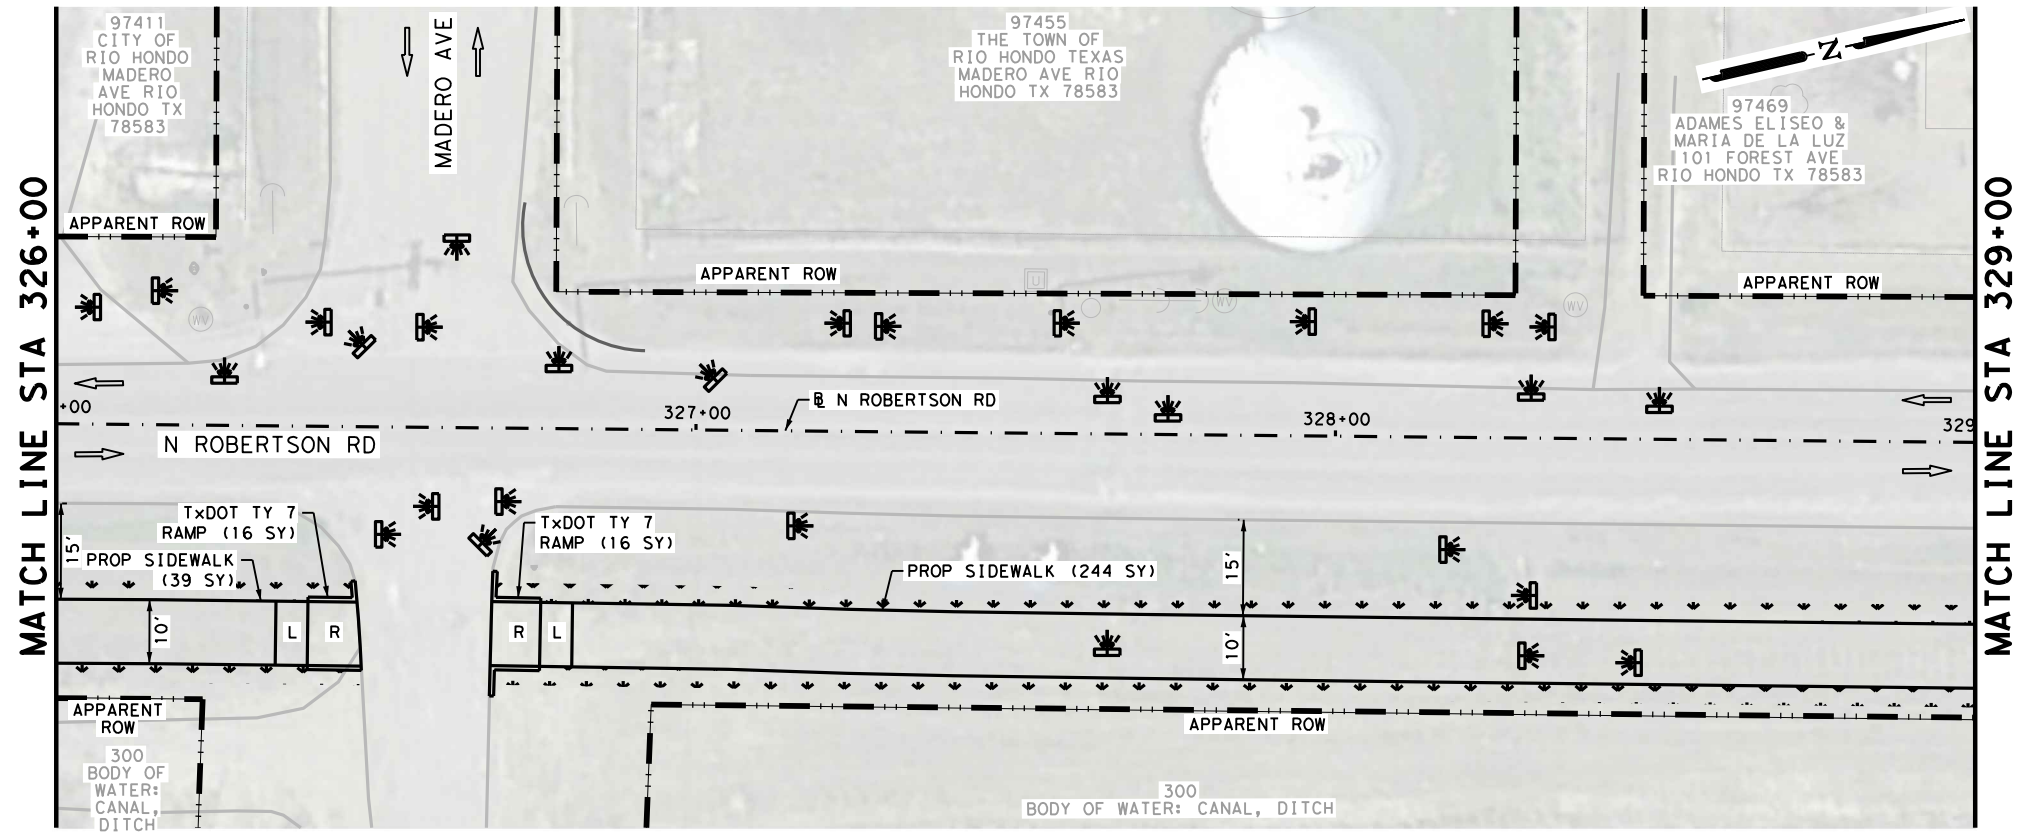 97411
CITY OF
RIO HONDO
MADERO
AVE RIO
HONDO TX
78583
MADERO AVE
97455
THE TOWN OF
RIO HONDO TEXAS
MADERO AVE RIO
HONDO TX 78583
N
97469
ADAMES ELISEO &
MARIA DE LA LUZ
101 FOREST AVE
RIO HONDO TX 78583
MATCH LINE STA 326+00
MATCH LINE STA 329+00
APPARENT ROW
APPARENT ROW
APPARENT ROW
U
WV
WV
WV
+00
327+00
BL N ROBERTSON RD
328+00
329
N ROBERTSON RD
TxDOT TY 7
RAMP (16 SY)
TxDOT TY 7
RAMP (16 SY)
15'
PROP SIDEWALK
(39 SY)
PROP SIDEWALK (244 SY)
15'
10'
L
R
R
L
10'
APPARENT
ROW
APPARENT ROW
300
BODY OF
WATER:
CANAL,
DITCH
300
BODY OF WATER: CANAL, DITCH